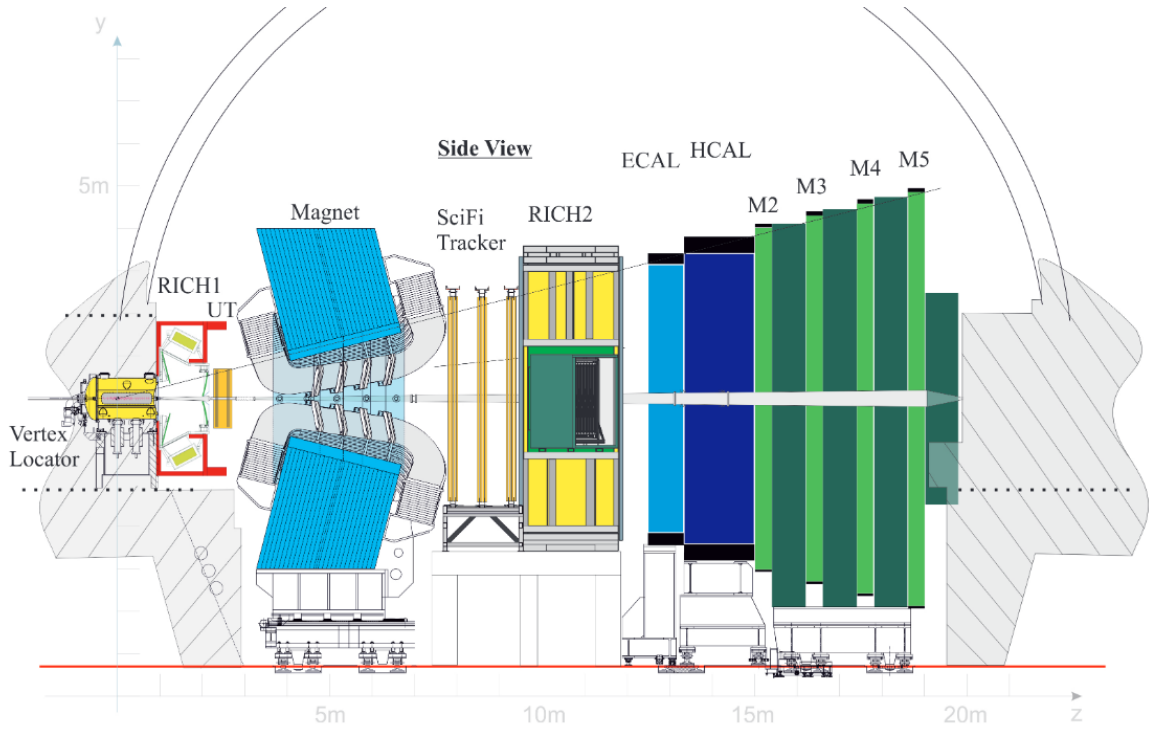 y
Side View
ECAL
HCAL
5m
M2
M3
M4
M5
Magnet
SciFi
Tracker
RICH2
RICH1
UT
Vertex
Locator
5m
10m
15m
20m
z